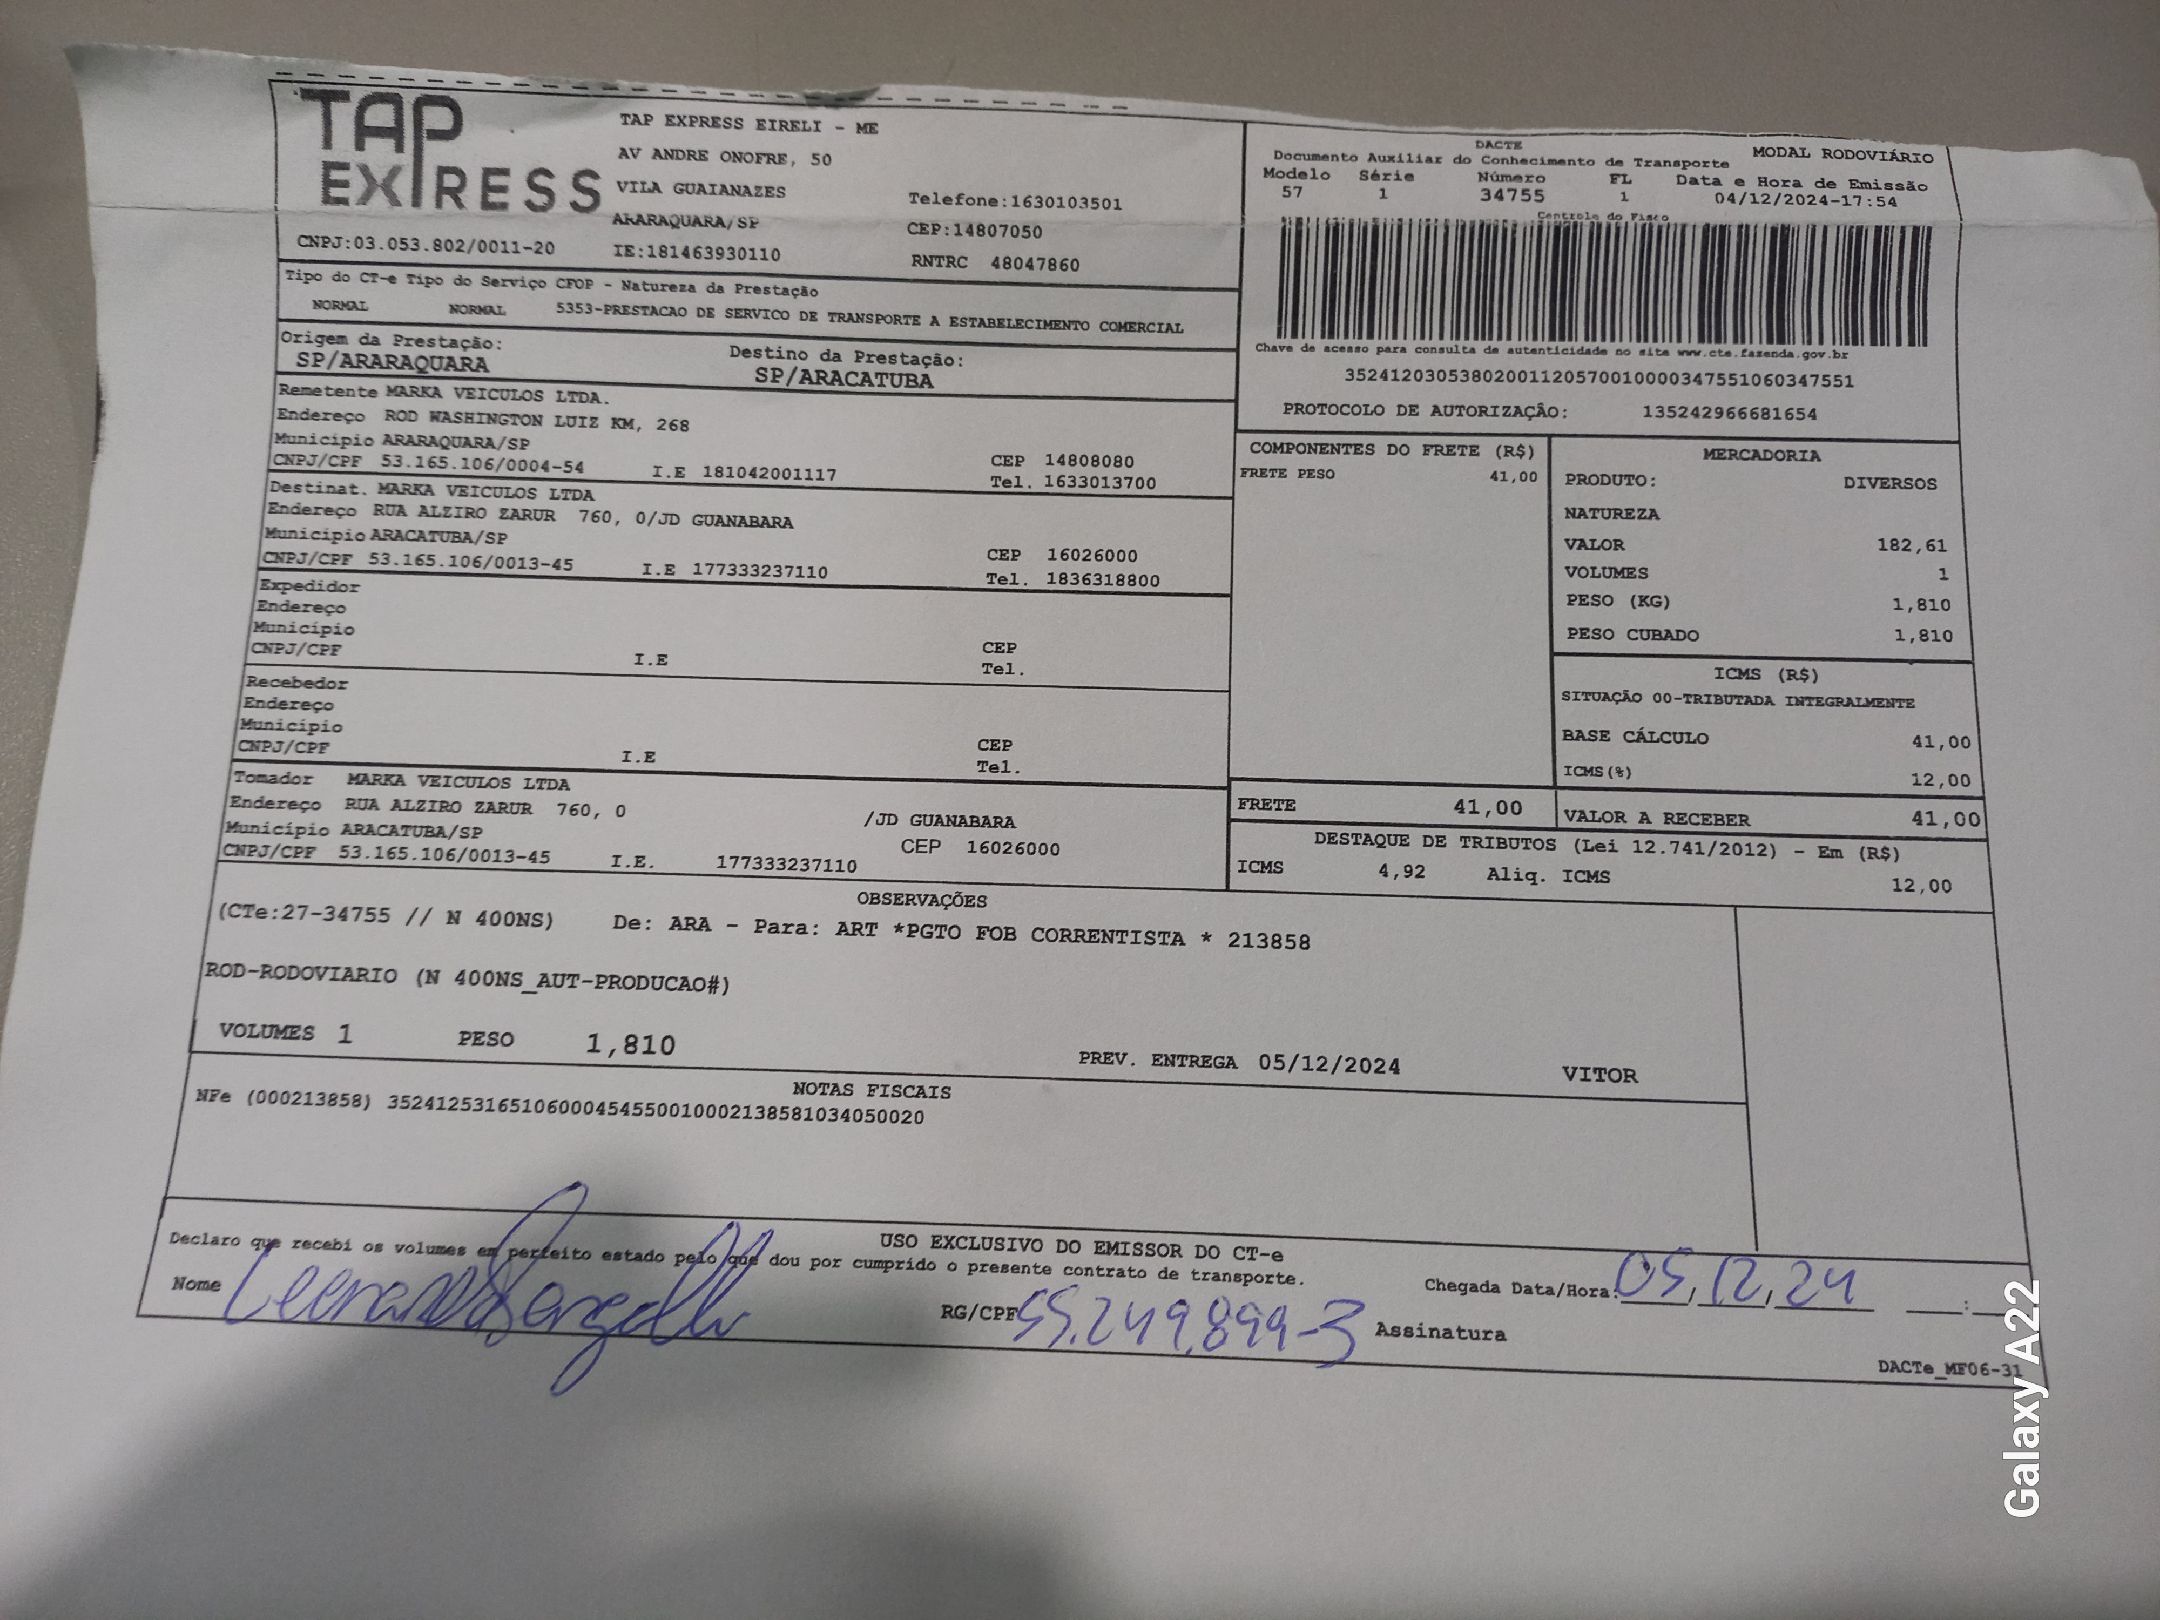 TAP EXPRESS
TAP EXPRESS EIRELI - ME
AV ANDRE ONOFRE, 50
VILA GUAIANAZES
Telefone:1630103501
ARARAQUARA/SP
CEP:14807050
CNPJ:03.053.802/0011-20
IE:181463930110
RNTRC 48047860
DACTE
Documento Auxiliar do Conhecimento de Transporte
MODAL RODOVIÁRIO
Modelo Série Número FL Data e Hora de Emissão
57 1 34755 1 04/12/2024-17:54
Controle do Fisco
Chave de acesso para consulta de autenticidade no site www.cte.fazenda.gov.br
35241203053802001120570010000347551060347551
PROTOCOLO DE AUTORIZAÇÃO: 135242966681654
Tipo do CT-e Tipo do Serviço CFOP - Natureza da Prestação
NORMAL NORMAL 5353-PRESTACAO DE SERVICO DE TRANSPORTE A ESTABELECIMENTO COMERCIAL
Origem da Prestação:
SP/ARARAQUARA
Destino da Prestação:
SP/ARACATUBA
Remetente MARKA VEICULOS LTDA.
Endereço ROD WASHINGTON LUIZ KM, 268
Município ARARAQUARA/SP
CEP 14808080
CNPJ/CPF 53.165.106/0004-54 I.E 181042001117 Tel. 1633013700
Destinat. MARKA VEICULOS LTDA
Endereço RUA ALZIRO ZARUR 760, 0/JD GUANABARA
Município ARACATUBA/SP
CEP 16026000
CNPJ/CPF 53.165.106/0013-45 I.E 177333237110 Tel. 1836318800
Expedidor
Endereço
Município
CEP
CNPJ/CPF I.E Tel.
Recebedor
Endereço
Município
CEP
CNPJ/CPF I.E Tel.
Tomador MARKA VEICULOS LTDA
Endereço RUA ALZIRO ZARUR 760, 0 /JD GUANABARA
Município ARACATUBA/SP CEP 16026000
CNPJ/CPF 53.165.106/0013-45 I.E. 177333237110
COMPONENTES DO FRETE (R$)
FRETE PESO 41,00
MERCADORIA
PRODUTO: DIVERSOS
NATUREZA
VALOR 182,61
VOLUMES 1
PESO (KG) 1,810
PESO CUBADO 1,810
ICMS (R$)
SITUAÇÃO 00-TRIBUTADA INTEGRALMENTE
BASE CÁLCULO 41,00
ICMS(%) 12,00
FRETE 41,00
VALOR A RECEBER 41,00
DESTAQUE DE TRIBUTOS (Lei 12.741/2012) - Em (R$)
ICMS 4,92 Aliq. ICMS 12,00
OBSERVAÇÕES
(CTe:27-34755 // N 400NS) De: ARA - Para: ART *PGTO FOB CORRENTISTA * 213858
ROD-RODOVIARIO (N 400NS_AUT-PRODUCAO#)
VOLUMES 1 PESO 1,810 PREV. ENTREGA 05/12/2024 VITOR
NOTAS FISCAIS
NFe (000213858) 35241253165106000454550010002138581034050020
USO EXCLUSIVO DO EMISSOR DO CT-e
Declaro que recebi os volumes em perfeito estado pelo que dou por cumprido o presente contrato de transporte.
Nome RG/CPF 55.249.899-3 Assinatura
Chegada Data/Hora: 05,12,24 :
DACTe_MF06-31
Galaxy A22